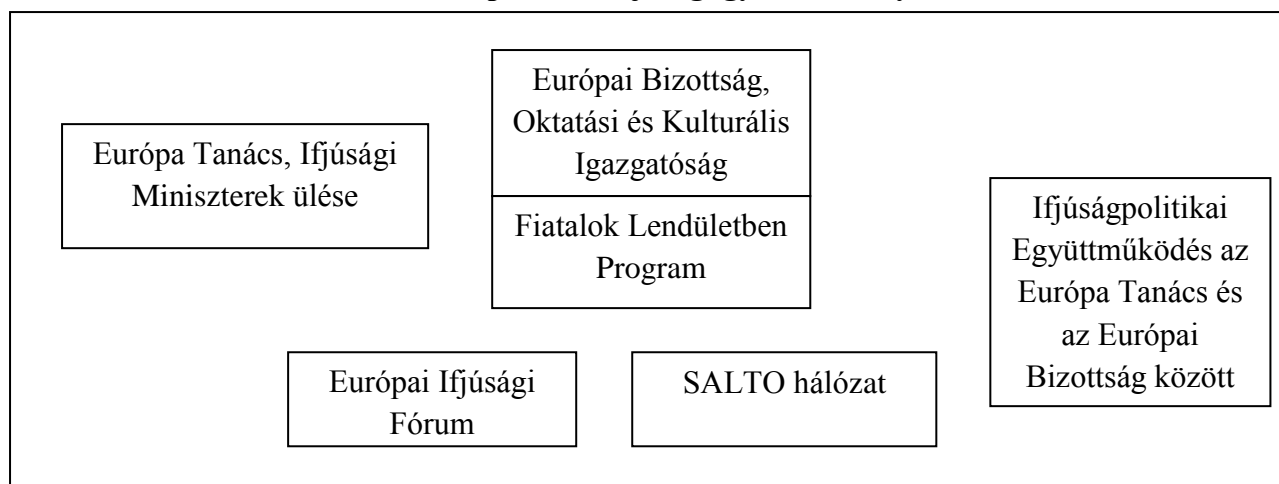 Európa Tanács, Ifjúsági
Miniszterek ülése
Európai Bizottság,
Oktatási és Kulturális
Igazgatóság
Fiatalok Lendületben
Program
Ifjúságpolitikai
Együttműködés az
Európa Tanács és
az Európai
Bizottság között
Európai Ifjúsági
Fórum
SALTO hálózat